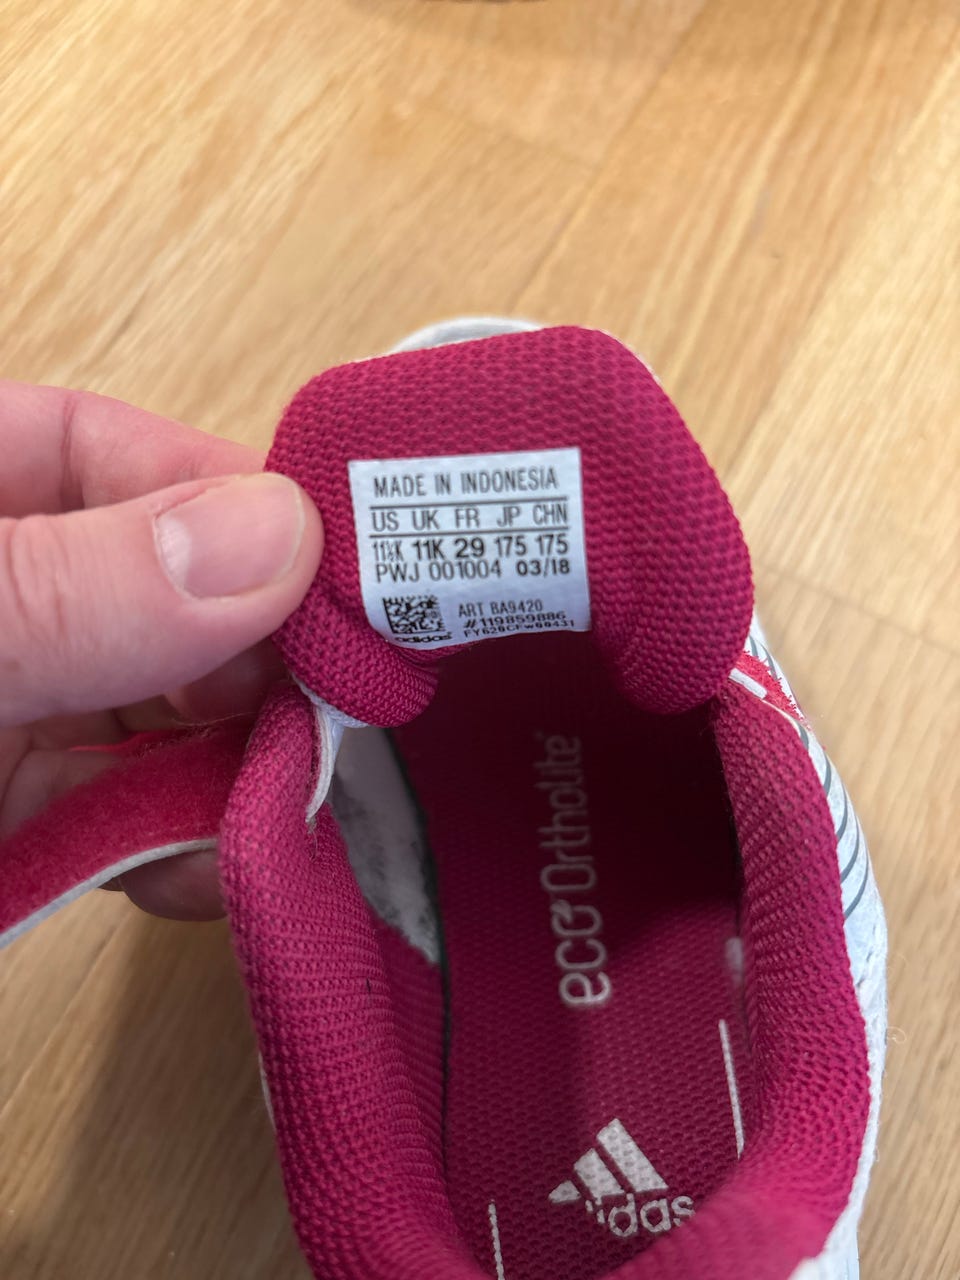 MADE IN INDONESIA
US UK FR JP CHN
11½K 11K 29 175 175
PWJ 001004 03/18
ART BA9420
#119859886
adidas
ecoOrtholite
adidas